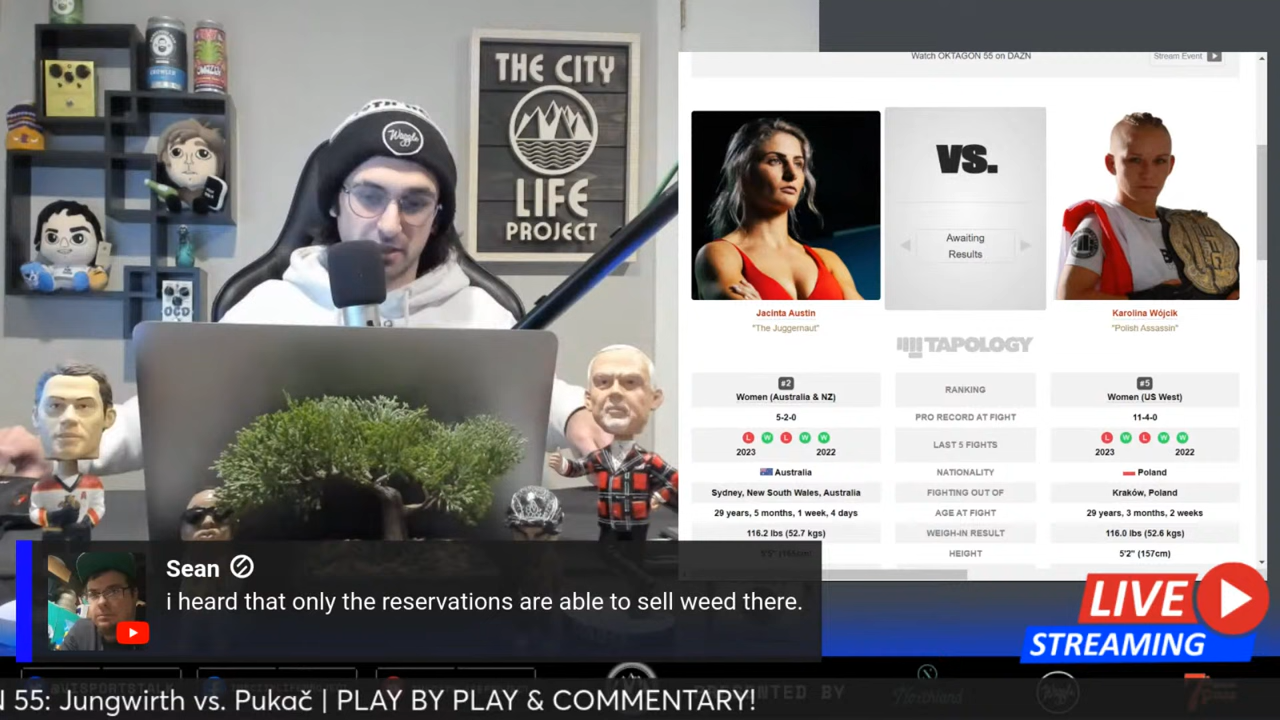 Watch OKTAGON 55 on DAZN
Stream Event
THE CITY
LIFE
PROJECT
Waggle
OCD
VS.
Awaiting
Results
Jacinta Austin
"The Juggernaut"
Karolina Wójcik
"Polish Assassin"
TAPOLOGY
#2
Women (Australia & NZ)
RANKING
#5
Women (US West)
5-2-0
PRO RECORD AT FIGHT
11-4-0
L W L W W
2023 2022
LAST 5 FIGHTS
L W L W W
2023 2022
Australia
NATIONALITY
Poland
Sydney, New South Wales, Australia
FIGHTING OUT OF
Kraków, Poland
29 years, 5 months, 1 week, 4 days
AGE AT FIGHT
29 years, 3 months, 2 weeks
116.2 lbs (52.7 kgs)
WEIGH-IN RESULT
116.0 lbs (52.6 kgs)
HEIGHT
5'2" (157cm)
Sean
i heard that only the reservations are able to sell weed there.
LIVE
STREAMING
N 55: Jungwirth vs. Pukač | PLAY BY PLAY & COMMENTARY!